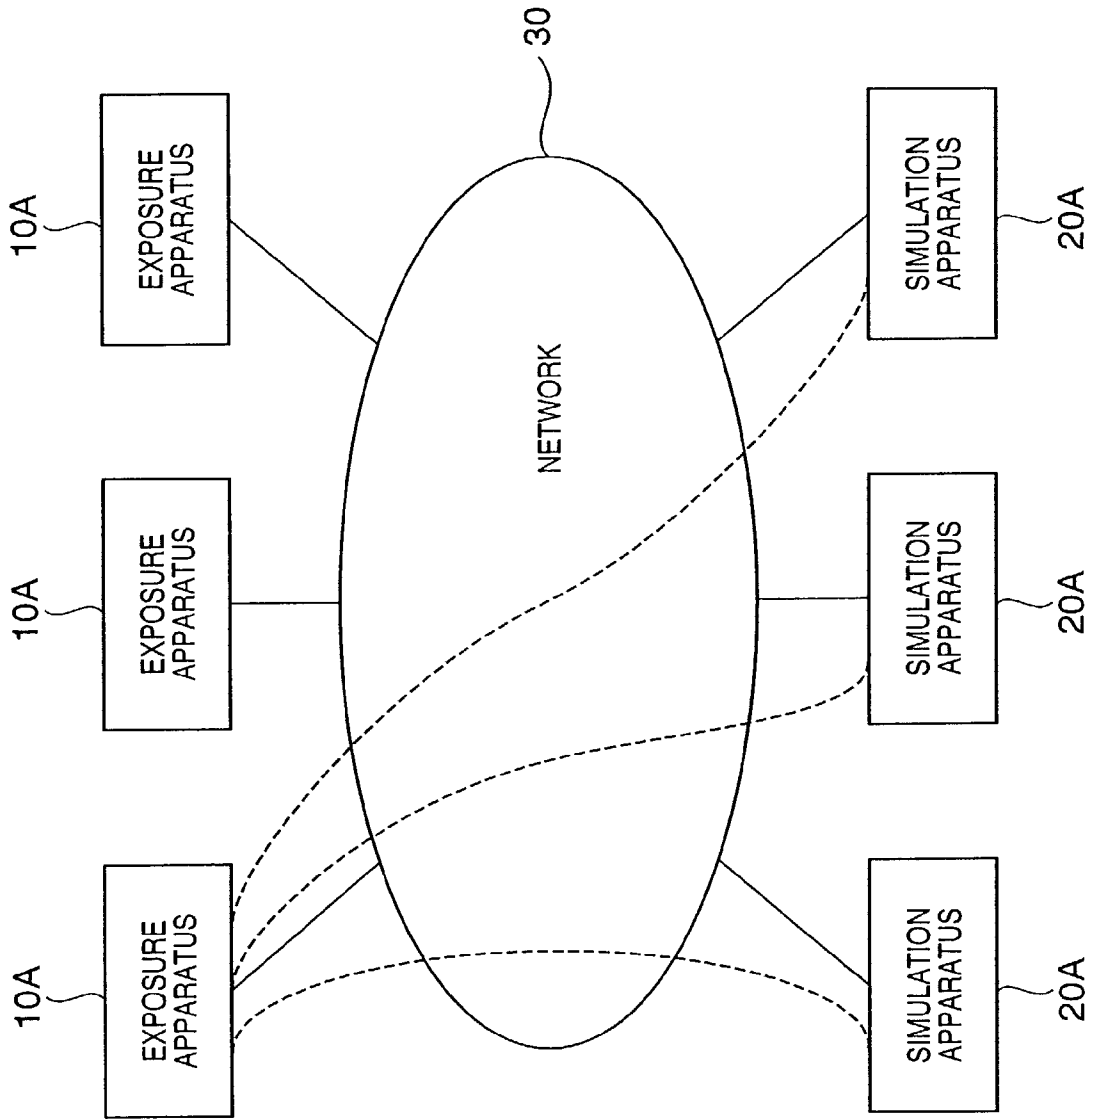 10A
EXPOSURE
APPARATUS
10A
EXPOSURE
APPARATUS
10A
EXPOSURE
APPARATUS
NETWORK
30
SIMULATION
APPARATUS
20A
SIMULATION
APPARATUS
20A
SIMULATION
APPARATUS
20A